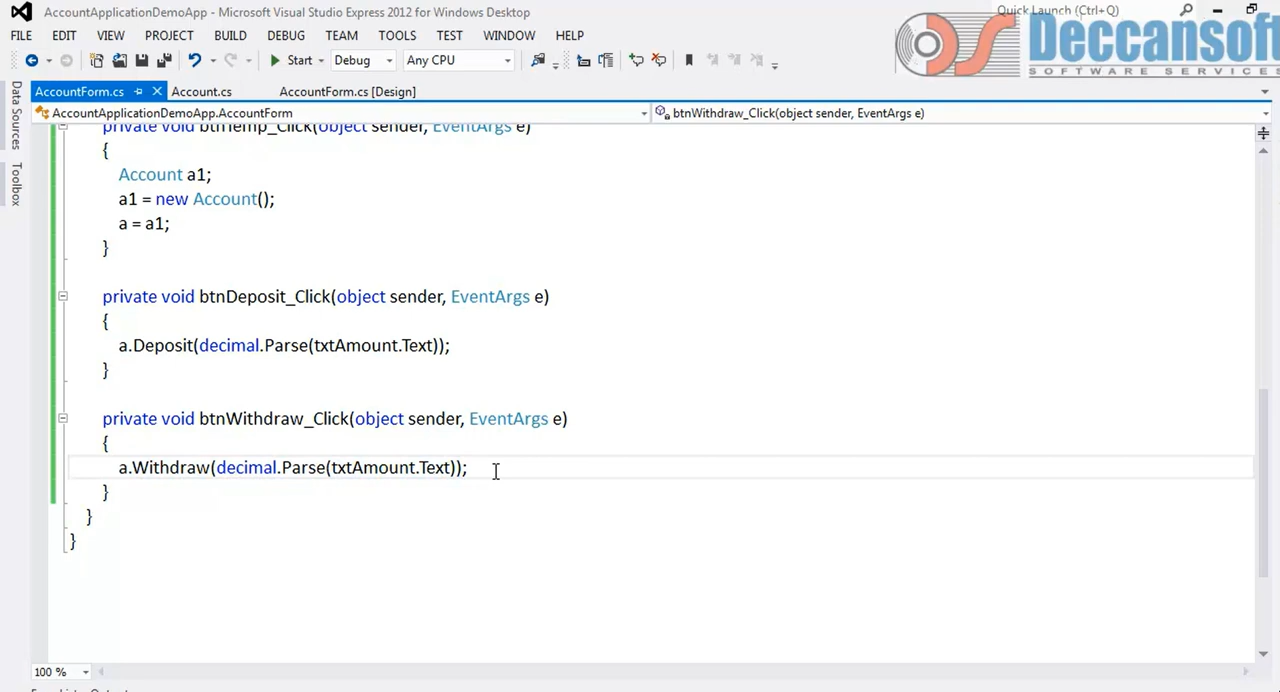 AccountApplicationDemoApp - Microsoft Visual Studio Express 2012 for Windows Desktop
Quick Launch (Ctrl+Q)
FILE EDIT VIEW PROJECT BUILD DEBUG TEAM TOOLS TEST WINDOW HELP
Deccansoft
SOFTWARE SERVICES
Start Debug Any CPU
AccountForm.cs Account.cs AccountForm.cs [Design]
AccountApplicationDemoApp.AccountForm btnWithdraw_Click(object sender, EventArgs e)
Data Sources
Toolbox
private void btnTemp_Click(object sender, EventArgs e)
{
Account a1;
a1 = new Account();
a = a1;
}
private void btnDeposit_Click(object sender, EventArgs e)
{
a.Deposit(decimal.Parse(txtAmount.Text));
}
private void btnWithdraw_Click(object sender, EventArgs e)
{
a.Withdraw(decimal.Parse(txtAmount.Text));
}
}
}
100 %